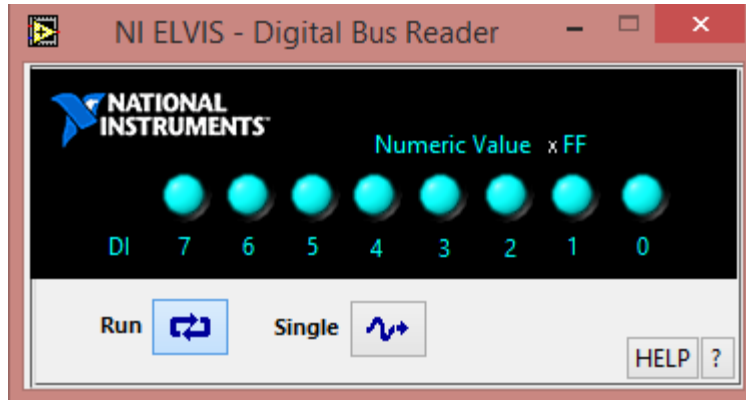 NI ELVIS - Digital Bus Reader
NATIONAL
INSTRUMENTS™
Numeric Value x FF
DI 7 6 5 4 3 2 1 0
Run Single
HELP ?